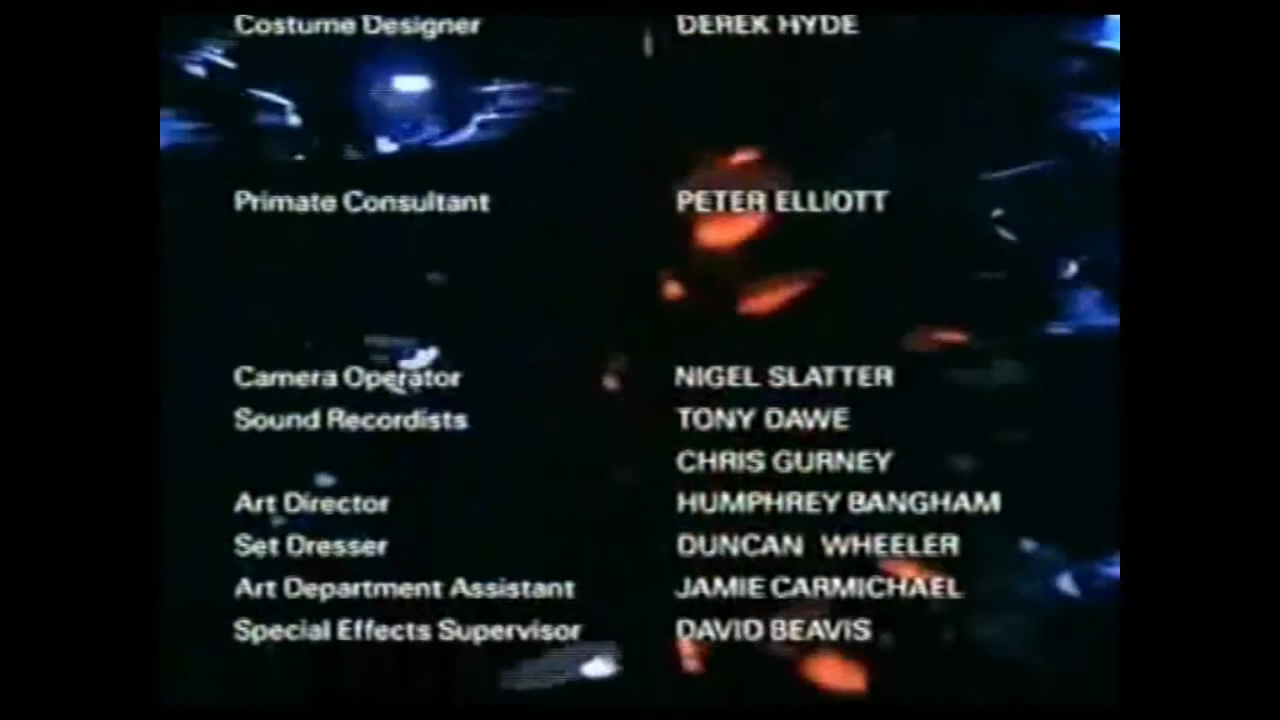 Costume Designer DEREK HYDE
Primate Consultant PETER ELLIOTT
Camera Operator NIGEL SLATTER
Sound Recordists TONY DAWE
CHRIS GURNEY
Art Director HUMPHREY BANGHAM
Set Dresser DUNCAN WHEELER
Art Department Assistant JAMIE CARMICHAEL
Special Effects Supervisor DAVID BEAVIS